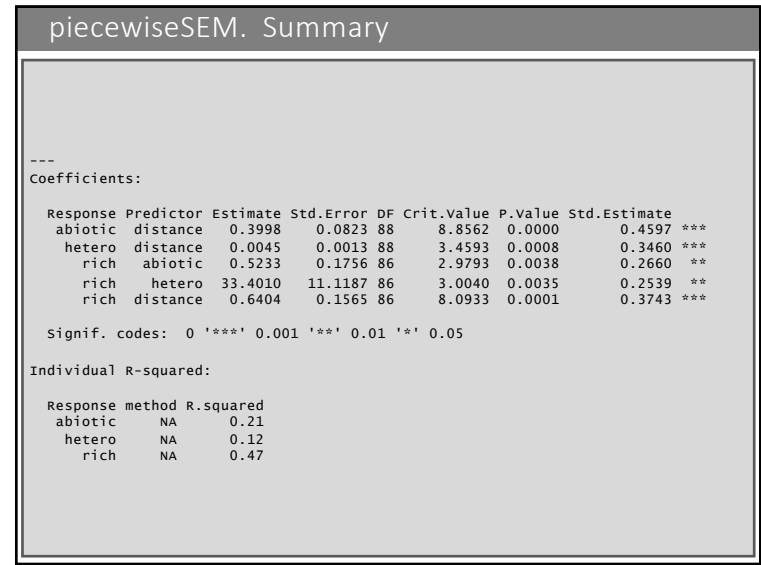 piecewiseSEM. Summary
---
Coefficients:
Response Predictor Estimate Std.Error DF Crit.Value P.Value Std.Estimate
abiotic distance 0.3998 0.0823 88 8.8562 0.0000 0.4597 ***
hetero distance 0.0045 0.0013 88 3.4593 0.0008 0.3460 ***
rich abiotic 0.5233 0.1756 86 2.9793 0.0038 0.2660 **
rich hetero 33.4010 11.1187 86 3.0040 0.0035 0.2539 **
rich distance 0.6404 0.1565 86 8.0933 0.0001 0.3743 ***
Signif. codes: 0 '***' 0.001 '**' 0.01 '*' 0.05
Individual R-squared:
Response method R.squared
abiotic NA 0.21
hetero NA 0.12
rich NA 0.47